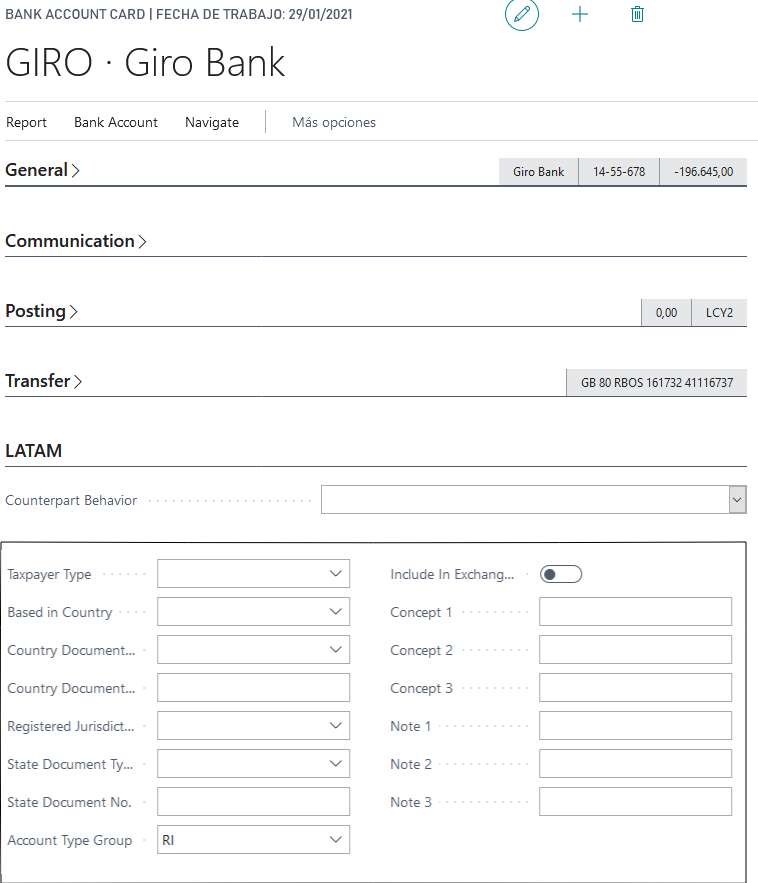 BANK ACCOUNT CARD | FECHA DE TRABAJO: 29/01/2021
GIRO · Giro Bank
Report Bank Account Navigate Más opciones
General Giro Bank 14-55-678 -196.645,00
Communication
Posting 0,00 LCY2
Transfer GB 80 RBOS 161732 41116737
LATAM
Counterpart Behavior
Taxpayer Type
Based in Country
Country Document...
Country Document...
Registered Jurisdict...
State Document Ty...
State Document No.
Account Type Group RI
Include In Exchang...
Concept 1
Concept 2
Concept 3
Note 1
Note 2
Note 3